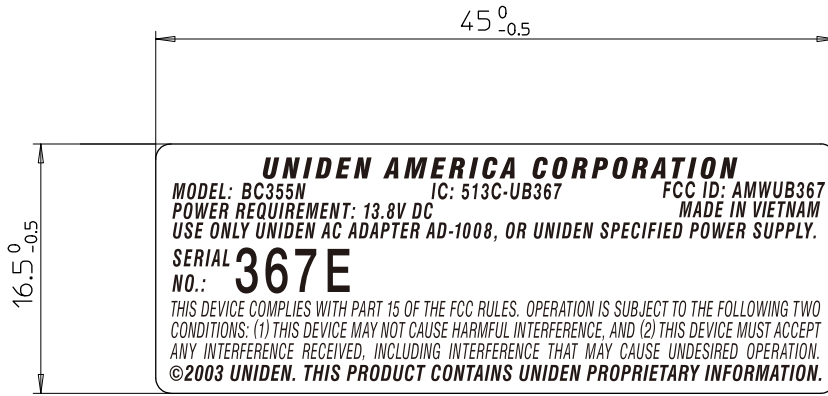 45 0 -0.5
16.5 0 -0.5
UNIDEN AMERICA CORPORATION
MODEL: BC355N IC: 513C-UB367 FCC ID: AMWUB367
POWER REQUIREMENT: 13.8V DC MADE IN VIETNAM
USE ONLY UNIDEN AC ADAPTER AD-1008, OR UNIDEN SPECIFIED POWER SUPPLY.
SERIAL
NO.: 367E
THIS DEVICE COMPLIES WITH PART 15 OF THE FCC RULES. OPERATION IS SUBJECT TO THE FOLLOWING TWO
CONDITIONS: (1) THIS DEVICE MAY NOT CAUSE HARMFUL INTERFERENCE, AND (2) THIS DEVICE MUST ACCEPT
ANY INTERFERENCE RECEIVED, INCLUDING INTERFERENCE THAT MAY CAUSE UNDESIRED OPERATION.
©2003 UNIDEN. THIS PRODUCT CONTAINS UNIDEN PROPRIETARY INFORMATION.